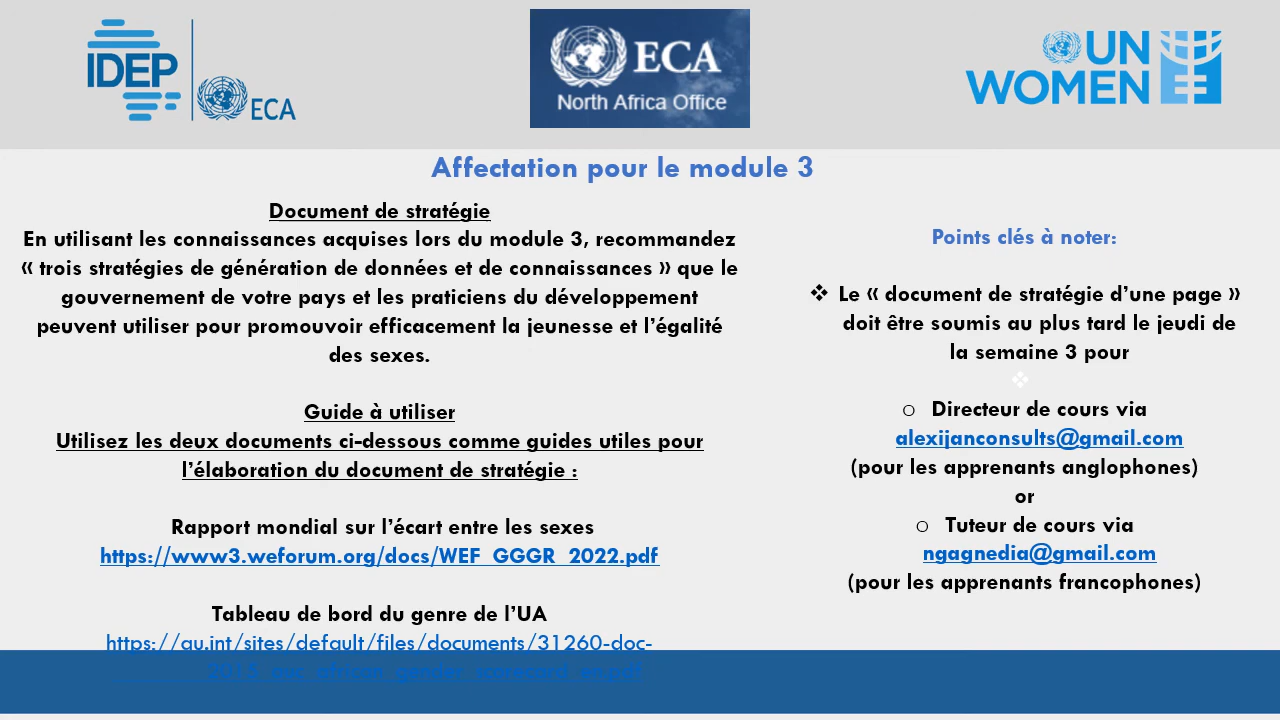 IDEP
ECA
ECA
North Africa Office
UN
WOMEN
Affectation pour le module 3
Document de stratégie
En utilisant les connaissances acquises lors du module 3, recommandez
« trois stratégies de génération de données et de connaissances » que le
gouvernement de votre pays et les praticiens du développement
peuvent utiliser pour promouvoir efficacement la jeunesse et l’égalité
des sexes.
Guide à utiliser
Utilisez les deux documents ci-dessous comme guides utiles pour
l’élaboration du document de stratégie :
Rapport mondial sur l’écart entre les sexes
https://www3.weforum.org/docs/WEF_GGGR_2022.pdf
Tableau de bord du genre de l’UA
https://au.int/sites/default/files/documents/31260-doc-
2015_auc_african_gender_scorecard_en.pdf
Points clés à noter:
❖ Le « document de stratégie d’une page »
doit être soumis au plus tard le jeudi de
la semaine 3 pour
❖
o Directeur de cours via
alexijanconsults@gmail.com
(pour les apprenants anglophones)
or
o Tuteur de cours via
ngagnedia@gmail.com
(pour les apprenants francophones)